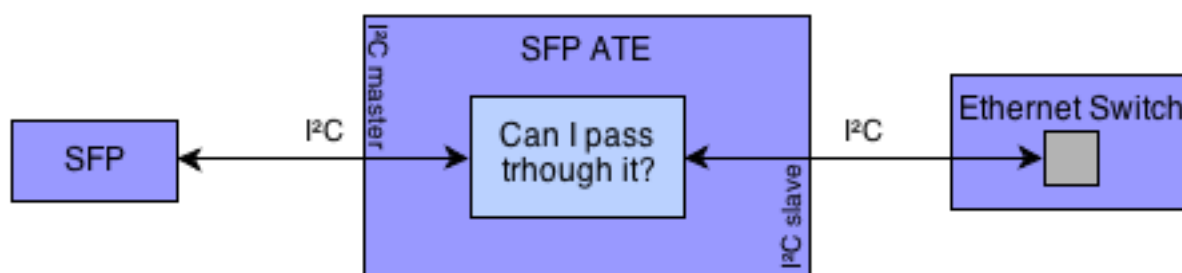 I²C master
SFP ATE
Ethernet Switch
I²C
I²C
Can I pass
trhough it?
SFP
I²C slave